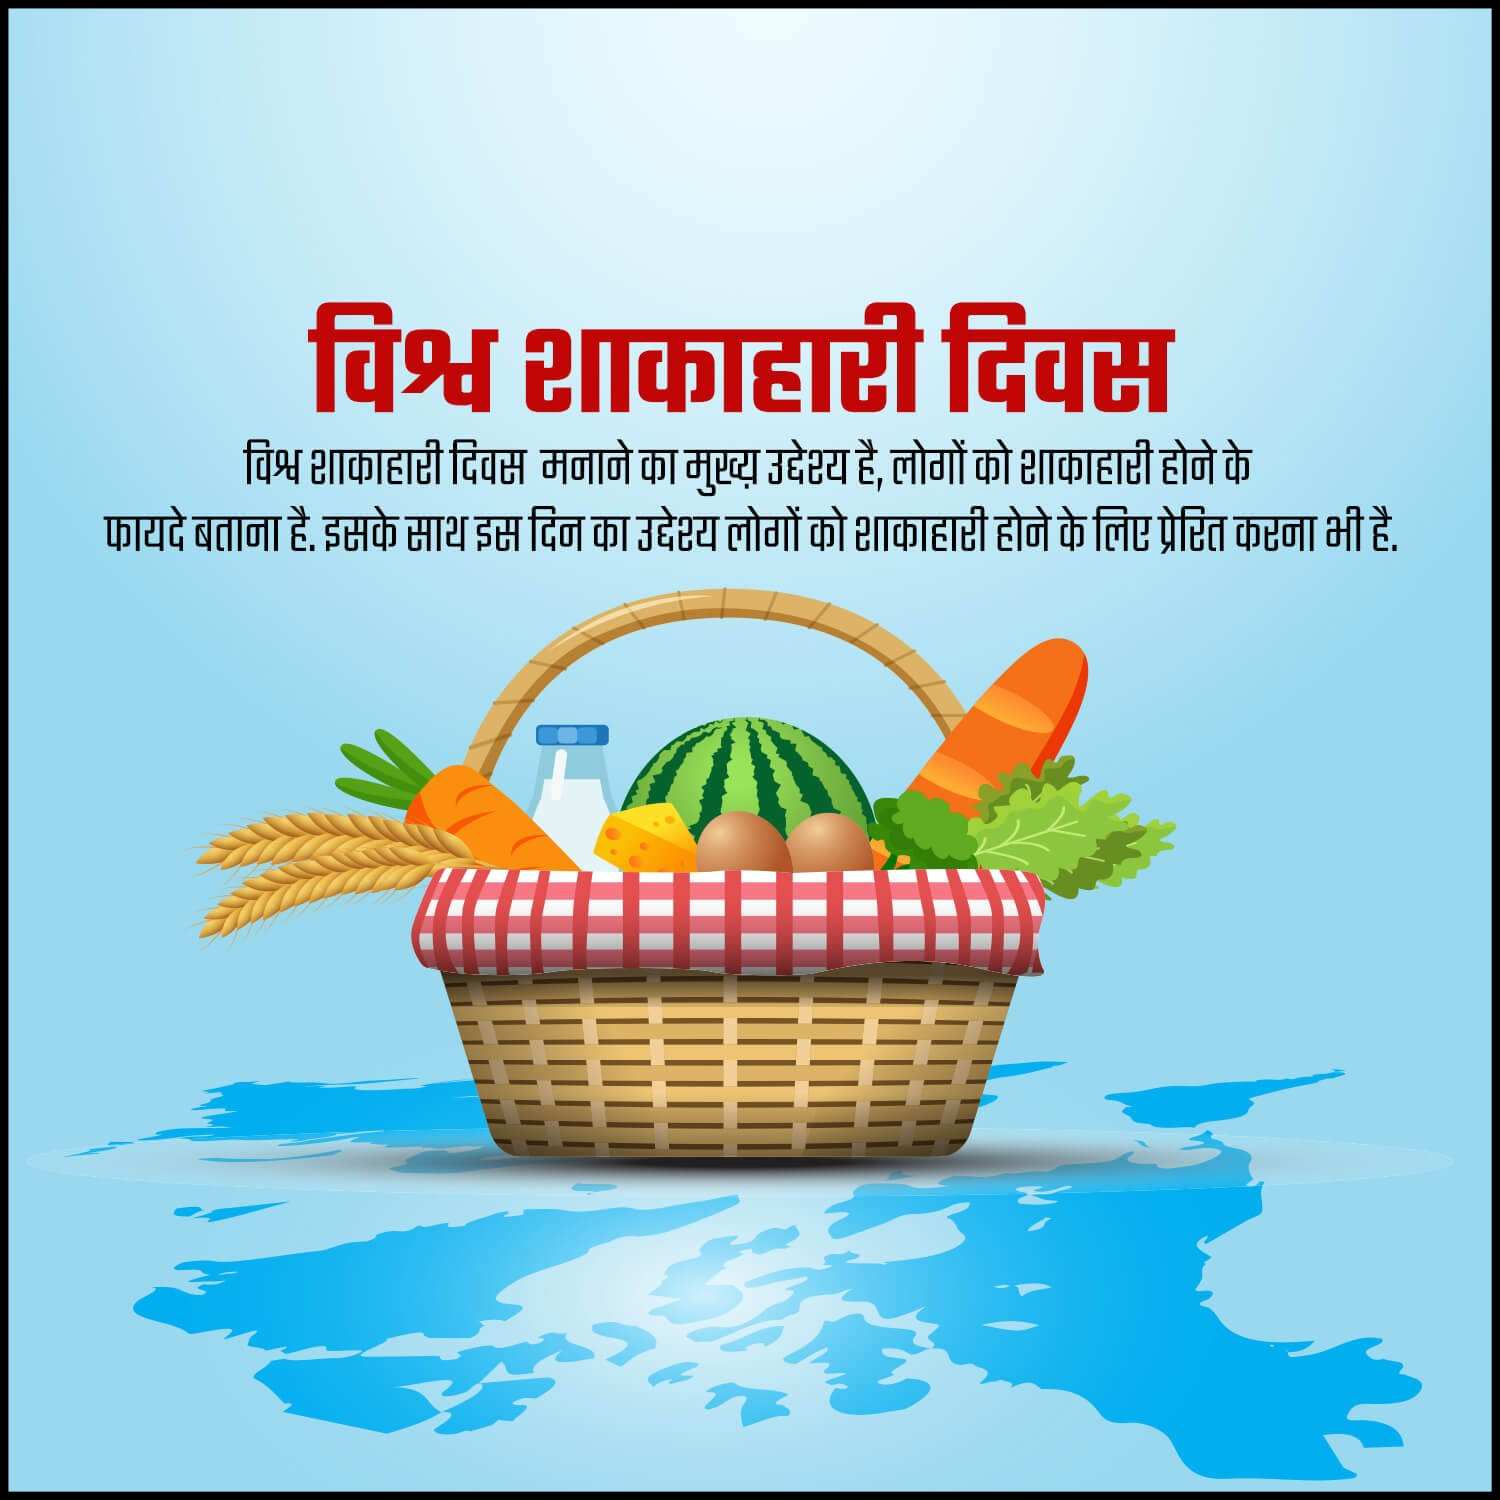 विश्व शाकाहारी दिवस
विश्व शाकाहारी दिवस मनाने का मुख्य़ उद्देश्य है, लोगों को शाकाहारी होने के
फायदे बताना है. इसके साथ इस दिन का उद्देश्य लोगों को शाकाहारी होने के लिए प्रेरित करना भी है.